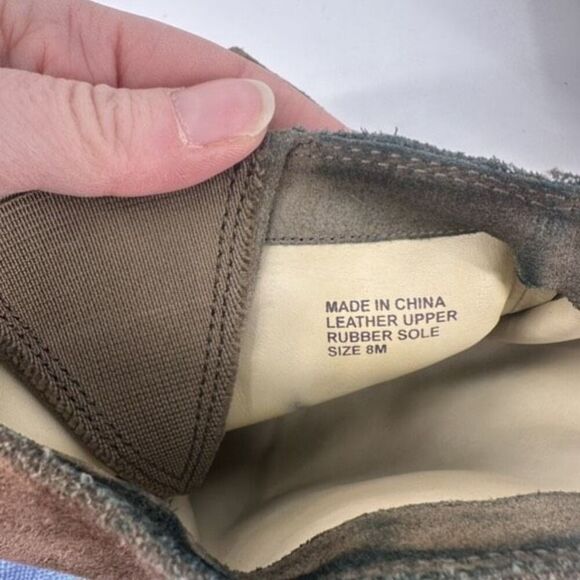 MADE IN CHINA
LEATHER UPPER
RUBBER SOLE
SIZE 8M